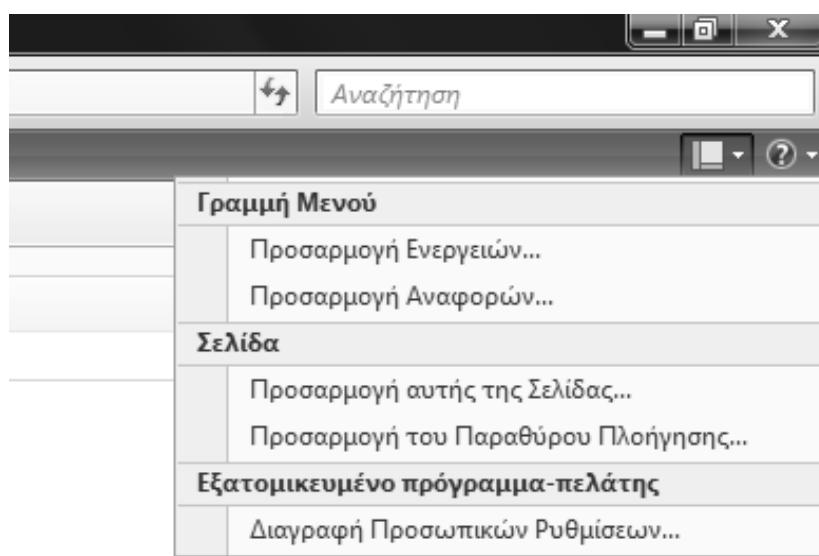 Αναζήτηση
Γραμμή Μενού
Προσαρμογή Ενεργειών...
Προσαρμογή Αναφορών...
Σελίδα
Προσαρμογή αυτής της Σελίδας...
Προσαρμογή του Παραθύρου Πλοήγησης...
Εξατομικευμένο πρόγραμμα-πελάτης
Διαγραφή Προσωπικών Ρυθμίσεων...